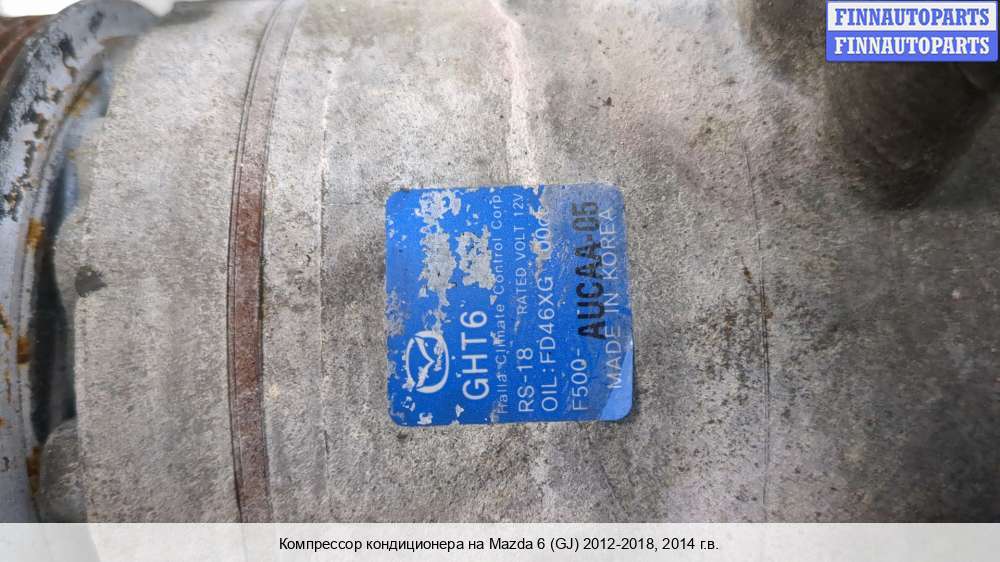 FINNAUTOPARTS
FINNAUTOPARTS
GHT6
Halla Climate Control Corp
RS-18 RATED VOLT 12V
OIL:FD46XG
F500-AUCAA-05
MADE IN KOREA
Компрессор кондиционера на Mazda 6 (GJ) 2012-2018, 2014 г.в.